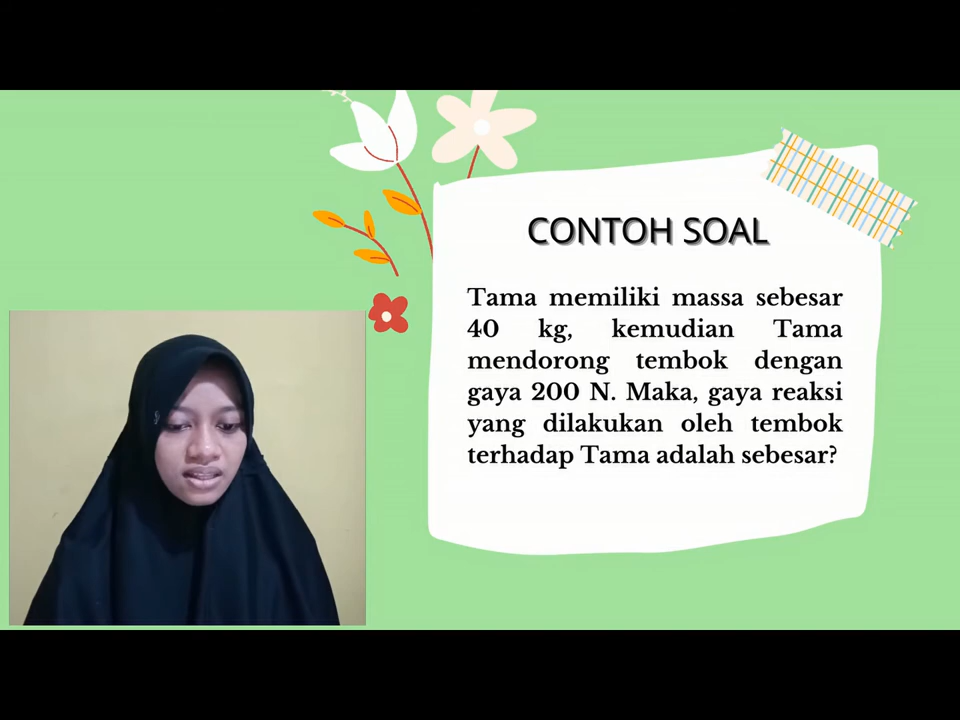 CONTOH SOAL
Tama memiliki massa sebesar
40 kg, kemudian Tama
mendorong tembok dengan
gaya 200 N. Maka, gaya reaksi
yang dilakukan oleh tembok
terhadap Tama adalah sebesar?